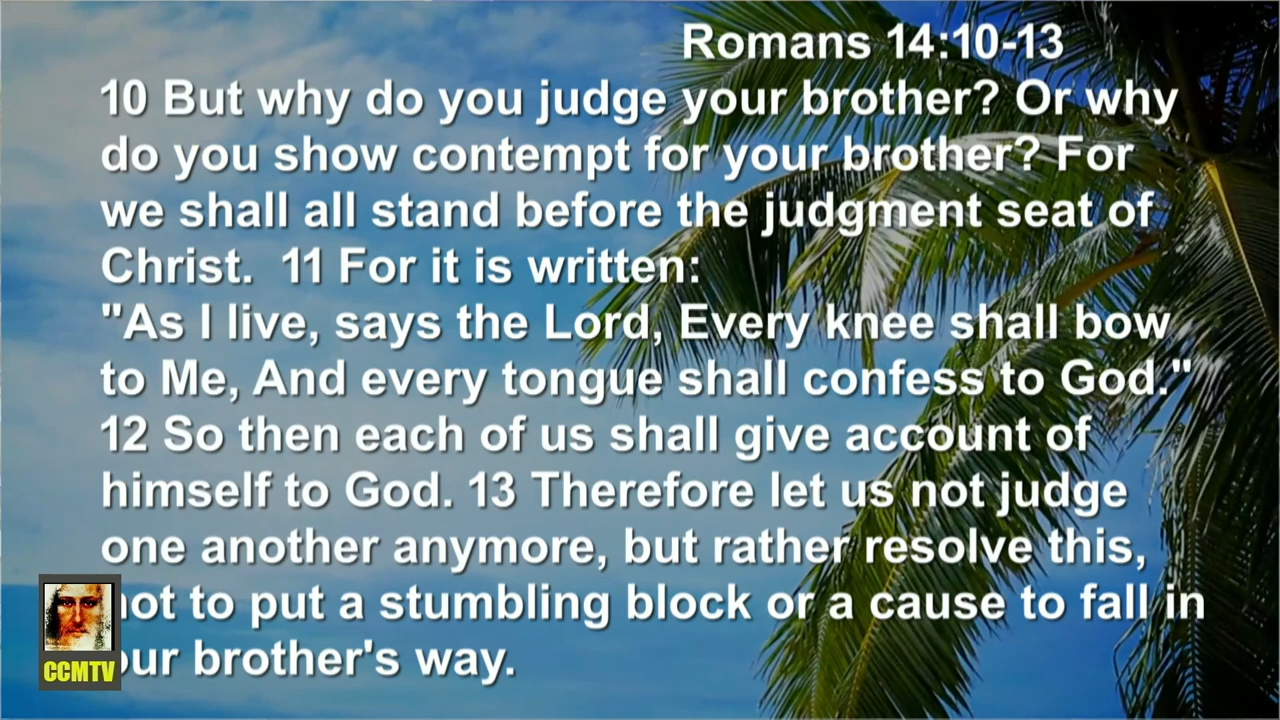 Romans 14:10-13
10 But why do you judge your brother? Or why
do you show contempt for your brother? For
we shall all stand before the judgment seat of
Christ.  11 For it is written:
"As I live, says the Lord, Every knee shall bow
to Me, And every tongue shall confess to God."
12 So then each of us shall give account of
himself to God. 13 Therefore let us not judge
one another anymore, but rather resolve this,
not to put a stumbling block or a cause to fall in
our brother's way.
CCMTV